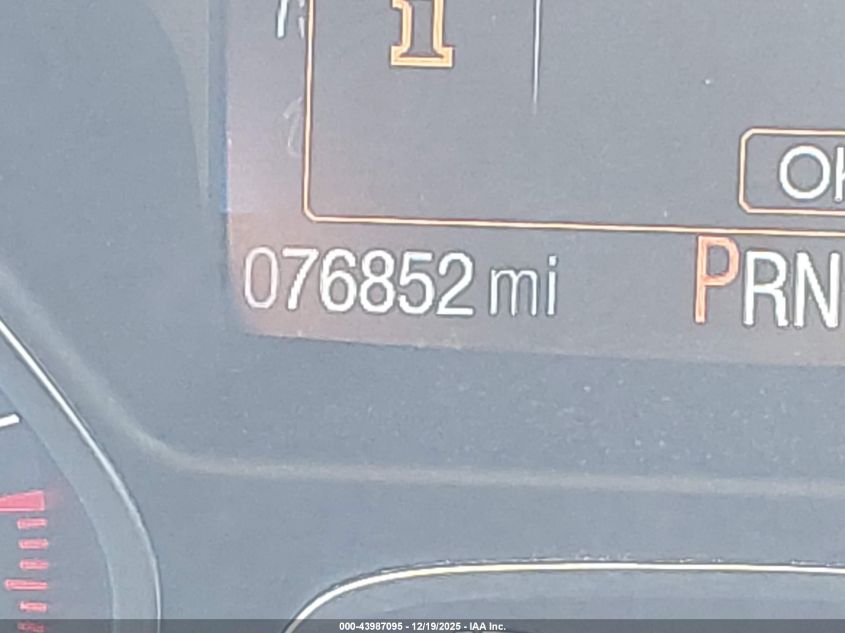 i
OK
076852 mi PRN
000-43987095 - 12/19/2025 - IAA Inc.